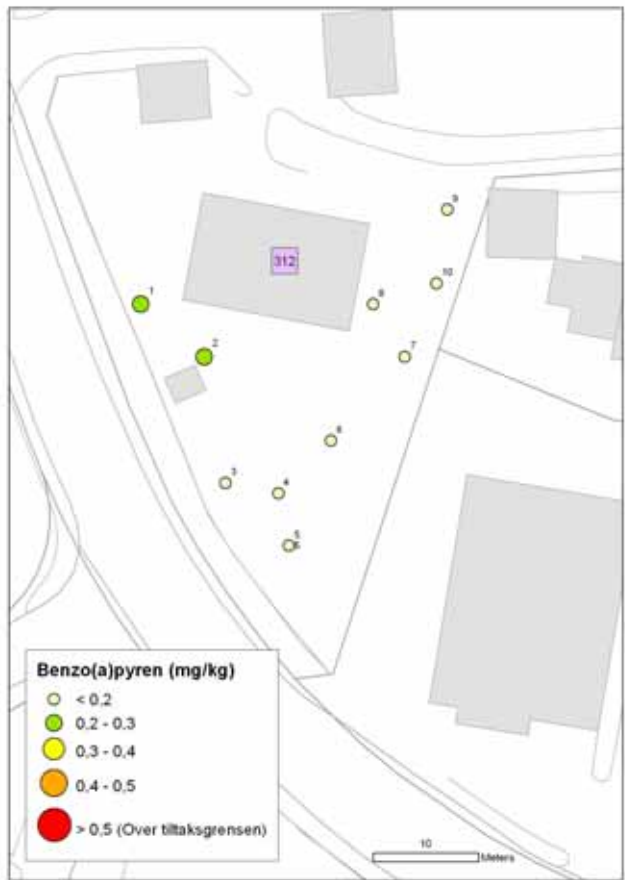 9
312
10
1
8
2
7
6
3
4
5
Benzo(a)pyren (mg/kg)
< 0,2
0,2 - 0,3
0,3 - 0,4
0,4 - 0,5
> 0,5 (Over tiltaksgrensen)
10
Meters